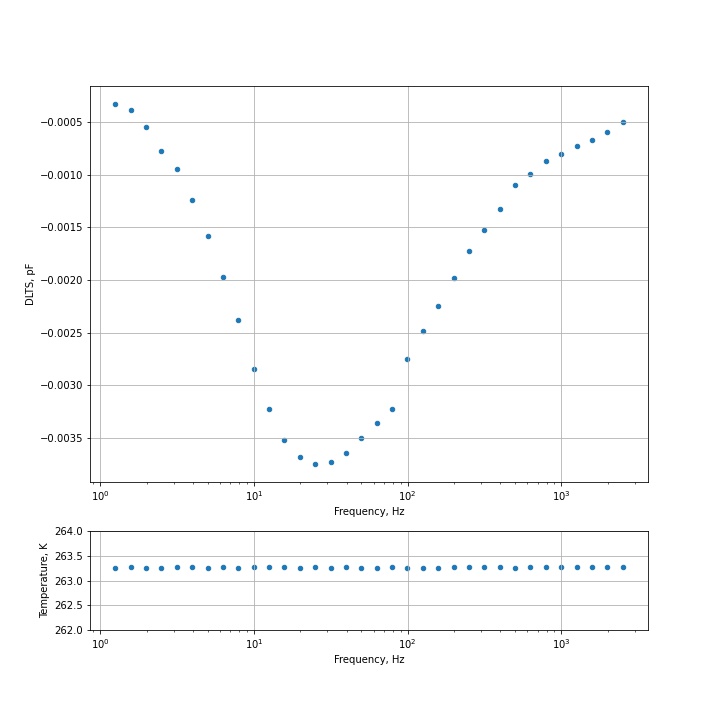 −0.0005
−0.0010
−0.0015
−0.0020
−0.0025
−0.0030
−0.0035
DLTS, pF
10⁰ 10¹ 10² 10³
Frequency, Hz
264.0
263.5
263.0
262.5
262.0
Temperature, K
10⁰ 10¹ 10² 10³
Frequency, Hz